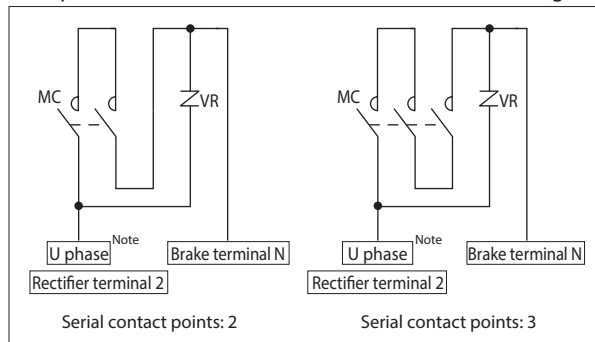 MC
VR
U phase Note
Brake terminal N
Rectifier terminal 2
Serial contact points: 2
MC
VR
U phase Note
Brake terminal N
Rectifier terminal 2
Serial contact points: 3